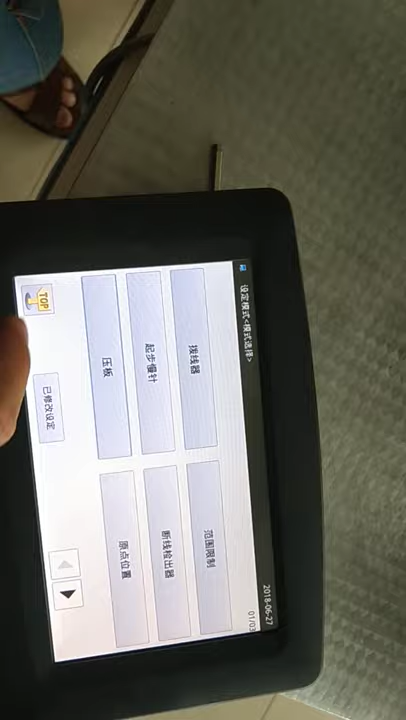 设定模式<模式选择>
2018-06-27
01/03
拨线器
范围限制
起步慢针
断线检出器
压板
原点位置
TOP
已修改设定